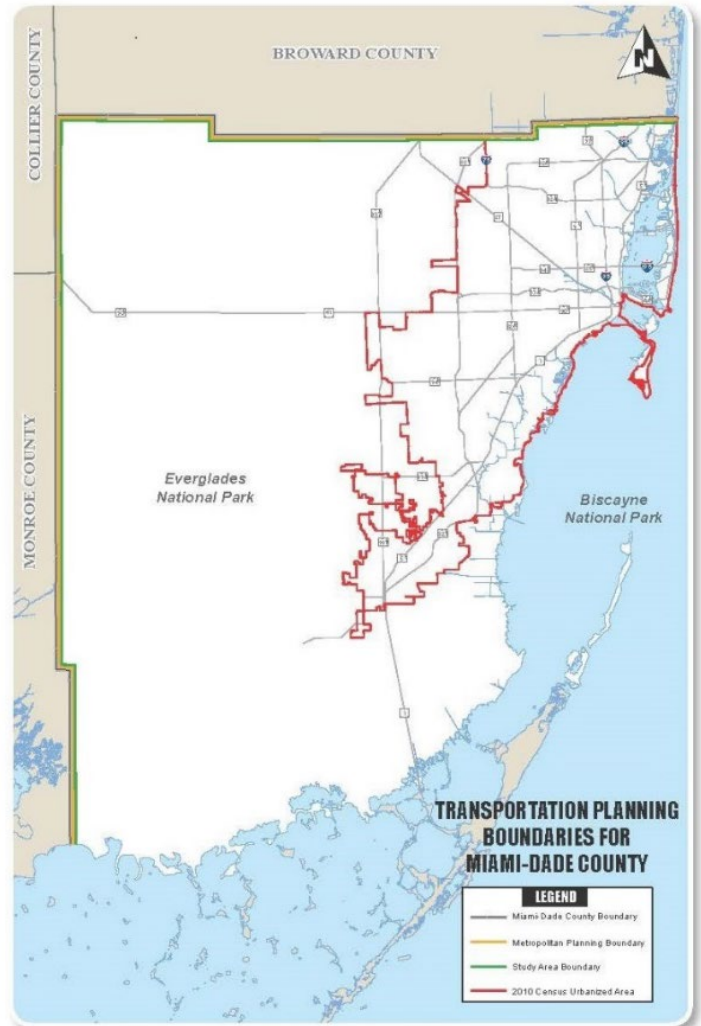 BROWARD COUNTY
N
COLLIER COUNTY
MONROE COUNTY
Everglades
National Park
Biscayne
National Park
TRANSPORTATION PLANNING
BOUNDARIES FOR
MIAMI-DADE COUNTY
LEGEND
Miami Dade County Boundary
Metropolitan Planning Boundary
Study Area Boundary
2010 Census Urbanized Area